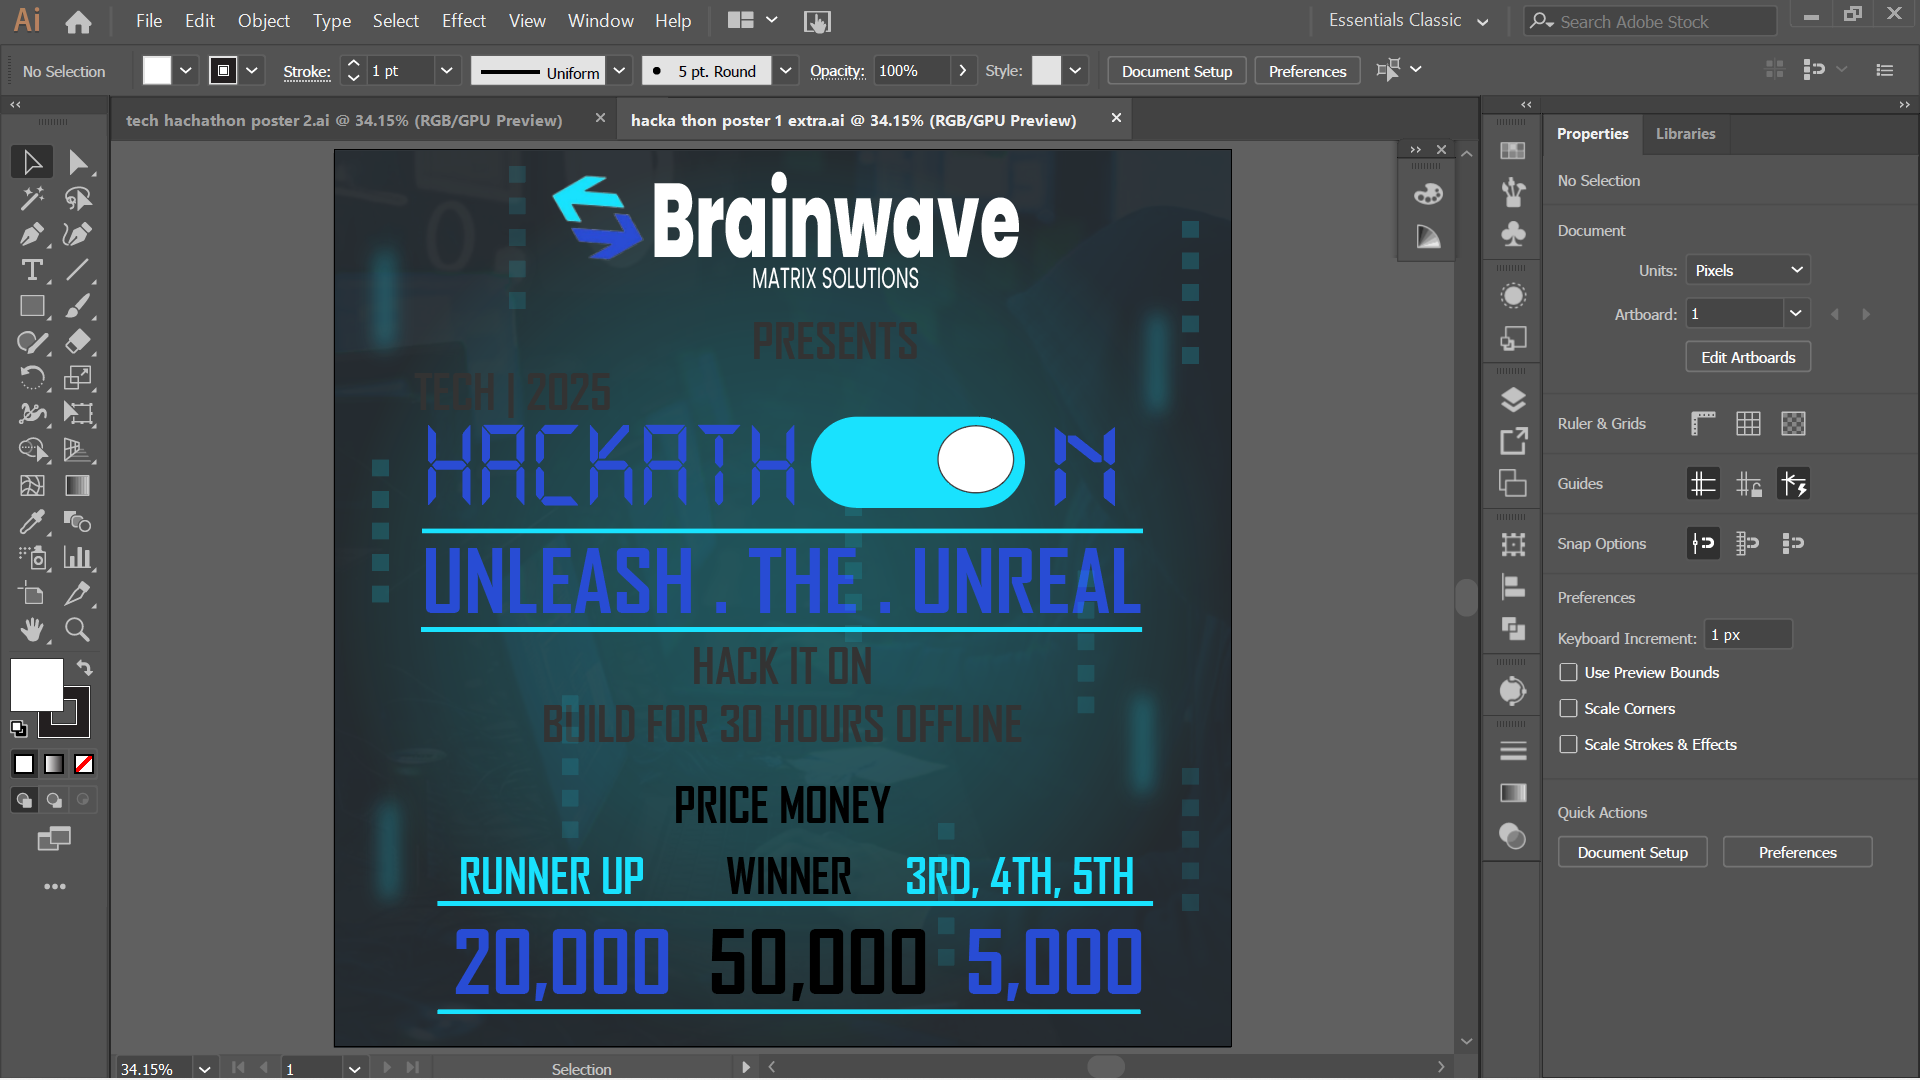 Ai File Edit Object Type Select Effect View Window Help Essentials Classic Search Adobe Stock
No Selection Stroke: 1 pt Uniform 5 pt. Round Opacity: 100% Style: Document Setup Preferences
tech hachathon poster 2.ai @ 34.15% (RGB/GPU Preview) hacka thon poster 1 extra.ai @ 34.15% (RGB/GPU Preview)
Brainwave
MATRIX SOLUTIONS
PRESENTS
TECH | 2025
HACKATH N
UNLEASH . THE . UNREAL
HACK IT ON
BUILD FOR 30 HOURS OFFLINE
PRICE MONEY
RUNNER UP WINNER 3RD, 4TH, 5TH
20,000 50,000 5,000
34.15% 1 Selection
Properties Libraries
No Selection
Document
Units: Pixels
Artboard: 1
Edit Artboards
Ruler & Grids
Guides
Snap Options
Preferences
Keyboard Increment: 1 px
Use Preview Bounds
Scale Corners
Scale Strokes & Effects
Quick Actions
Document Setup Preferences